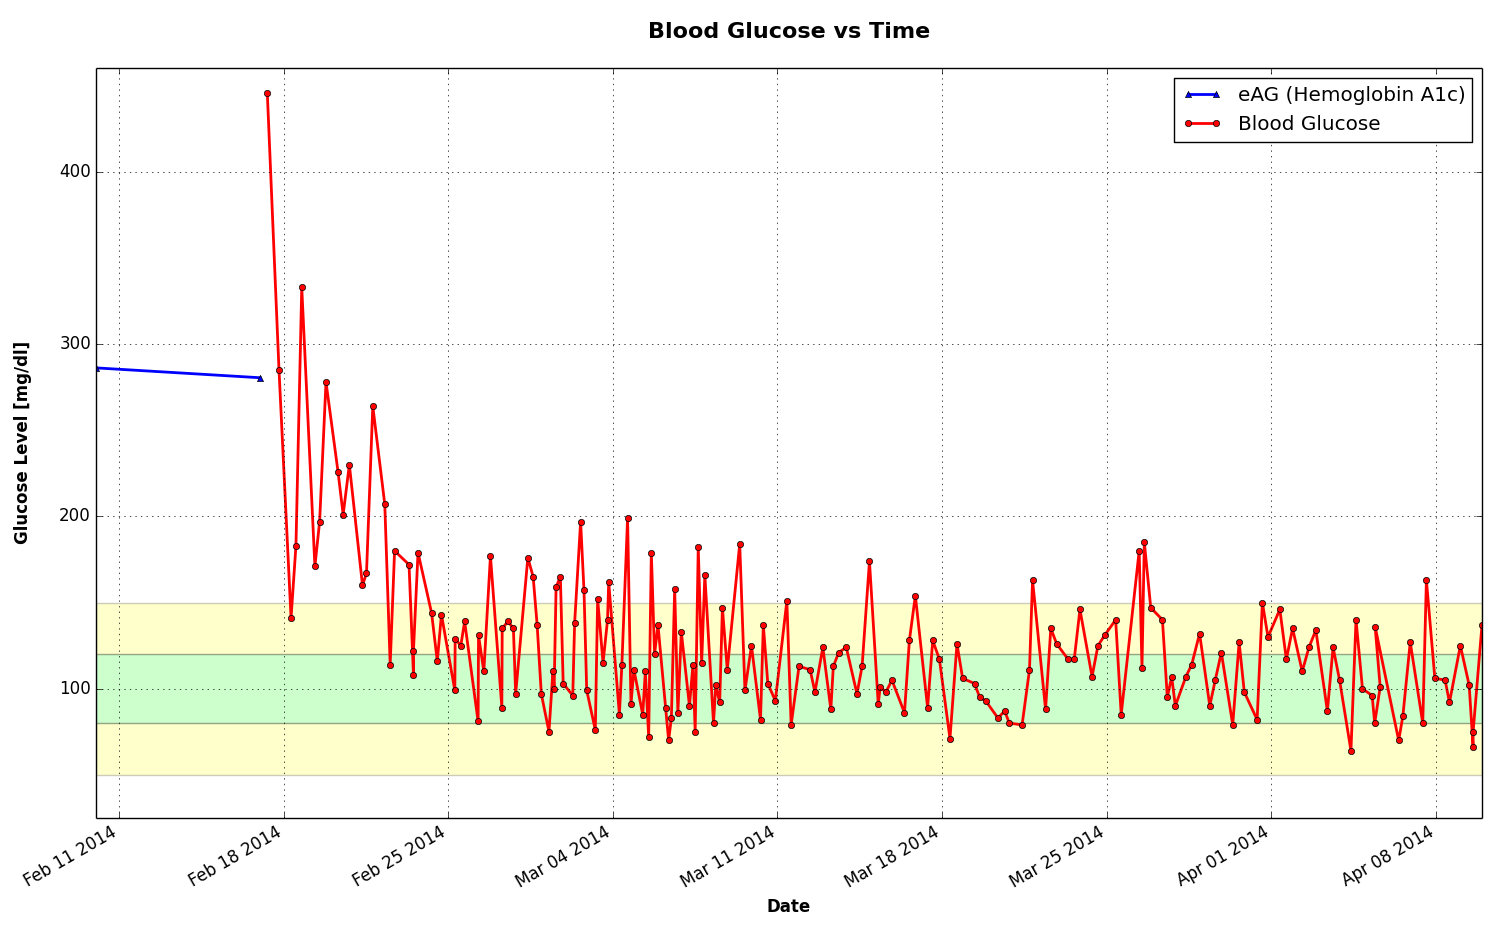 Blood Glucose vs Time
eAG (Hemoglobin A1c)
Blood Glucose
400
300
200
100
Glucose Level [mg/dl]
Feb 11 2014
Feb 18 2014
Feb 25 2014
Mar 04 2014
Mar 11 2014
Mar 18 2014
Mar 25 2014
Apr 01 2014
Apr 08 2014
Date